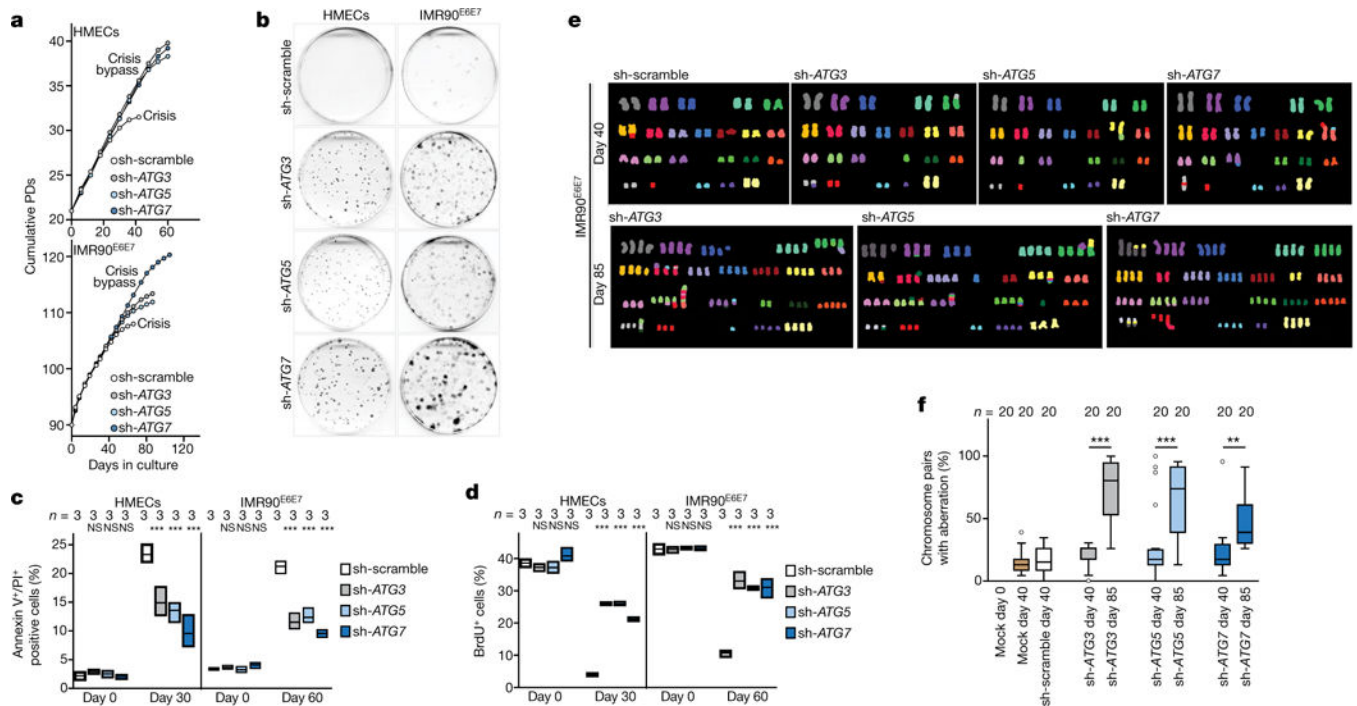 a
HMECs
40
35
30
25
20
Crisis
bypass
Crisis
sh-scramble
sh-ATG3
sh-ATG5
sh-ATG7
0 20 40 60 80
Cumulative PDs
IMR90E6E7
120
110
100
90
Crisis
bypass
Crisis
sh-scramble
sh-ATG3
sh-ATG5
sh-ATG7
0 40 80 120
Days in culture
b
HMECs IMR90E6E7
sh-scramble
sh-ATG3
sh-ATG5
sh-ATG7
c
HMECs IMR90E6E7
n = 3 3 3 3 3 3 3 3 3 3 3 3 3 3 3 3
NS NS NS *** *** *** NS NS NS *** *** ***
Annexin V+/PI+
positive cells (%)
25
20
15
10
5
0
Day 0 Day 30 Day 0 Day 60
sh-scramble
sh-ATG3
sh-ATG5
sh-ATG7
d
HMECs IMR90E6E7
n = 3 3 3 3 3 3 3 3 3 3 3 3 3 3 3 3
NS NS NS *** *** *** NS NS NS *** *** ***
BrdU+ cells (%)
40
20
0
Day 0 Day 30 Day 0 Day 60
sh-scramble
sh-ATG3
sh-ATG5
sh-ATG7
e
sh-scramble sh-ATG3 sh-ATG5 sh-ATG7
IMR90E6E7
Day 40
sh-ATG3 sh-ATG5 sh-ATG7
Day 85
f
n = 20 20 20 20 20 20 20 20 20
*** *** **
Chromosome pairs
with aberration (%)
100
50
0
Mock day 0
Mock day 40
sh-scramble day 40
sh-ATG3 day 40
sh-ATG3 day 85
sh-ATG5 day 40
sh-ATG5 day 85
sh-ATG7 day 40
sh-ATG7 day 85